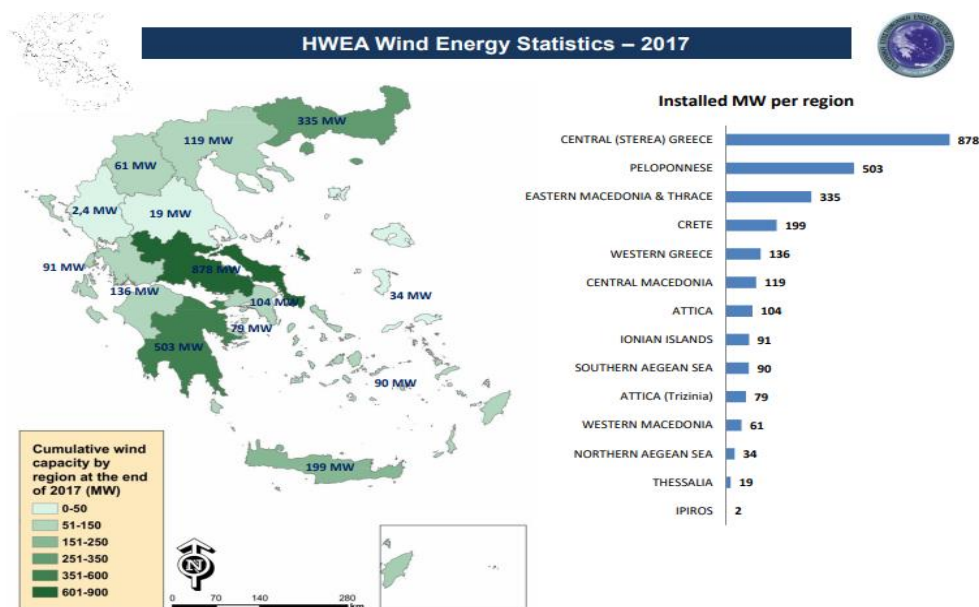 HWEA Wind Energy Statistics – 2017
335 MW
119 MW
61 MW
2,4 MW
19 MW
91 MW
878 MW
136 MW
104 MW
34 MW
79 MW
503 MW
90 MW
199 MW
Cumulative wind
capacity by
region at the end
of 2017 (MW)
0-50
51-150
151-250
251-350
351-600
601-900
N
0 70 140 280
km
Installed MW per region
CENTRAL (STEREA) GREECE 878
PELOPONNESE 503
EASTERN MACEDONIA & THRACE 335
CRETE 199
WESTERN GREECE 136
CENTRAL MACEDONIA 119
ATTICA 104
IONIAN ISLANDS 91
SOUTHERN AEGEAN SEA 90
ATTICA (Trizinia) 79
WESTERN MACEDONIA 61
NORTHERN AEGEAN SEA 34
THESSALIA 19
IPIROS 2